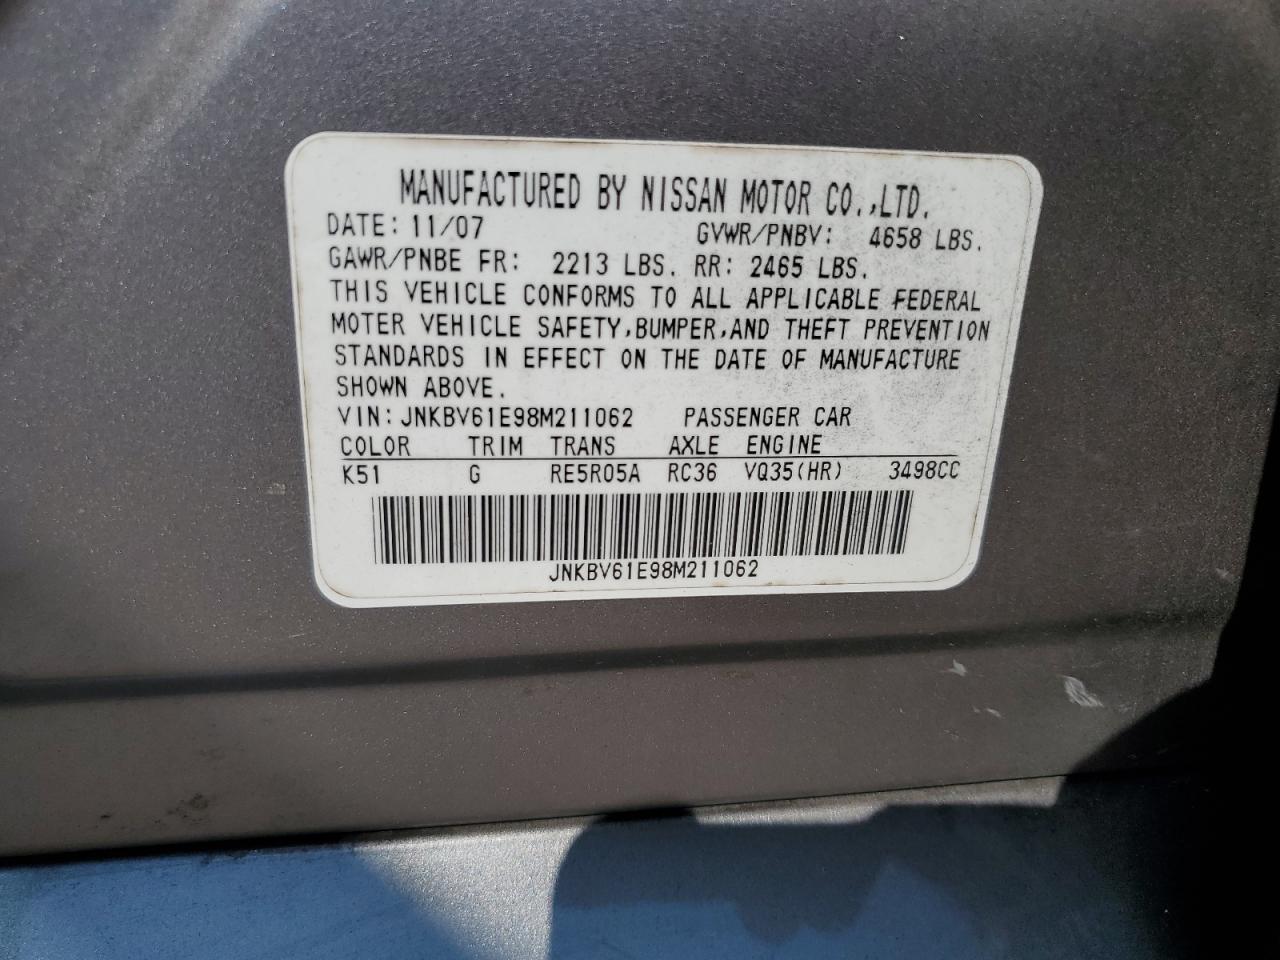 MANUFACTURED BY NISSAN MOTOR CO.,LTD.
DATE: 11/07 GVWR/PNBV: 4658 LBS.
GAWR/PNBE FR: 2213 LBS. RR: 2465 LBS.
THIS VEHICLE CONFORMS TO ALL APPLICABLE FEDERAL
MOTER VEHICLE SAFETY,BUMPER,AND THEFT PREVENTION
STANDARDS IN EFFECT ON THE DATE OF MANUFACTURE
SHOWN ABOVE.
VIN:JNKBV61E98M211062 PASSENGER CAR
COLOR TRIM TRANS AXLE ENGINE
K51 G RE5R05A RC36 VQ35(HR) 3498CC
JNKBV61E98M211062